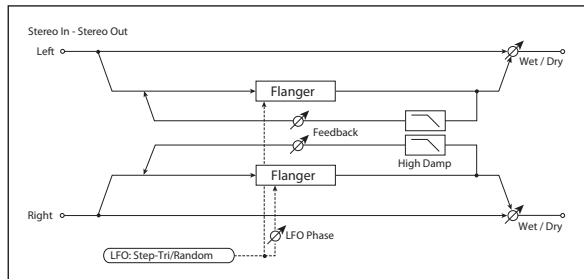 Stereo In - Stereo Out
Left
Wet / Dry
Flanger
Feedback
High Damp
Flanger
Right
LFO Phase
Wet / Dry
LFO: Step-Tri/Random